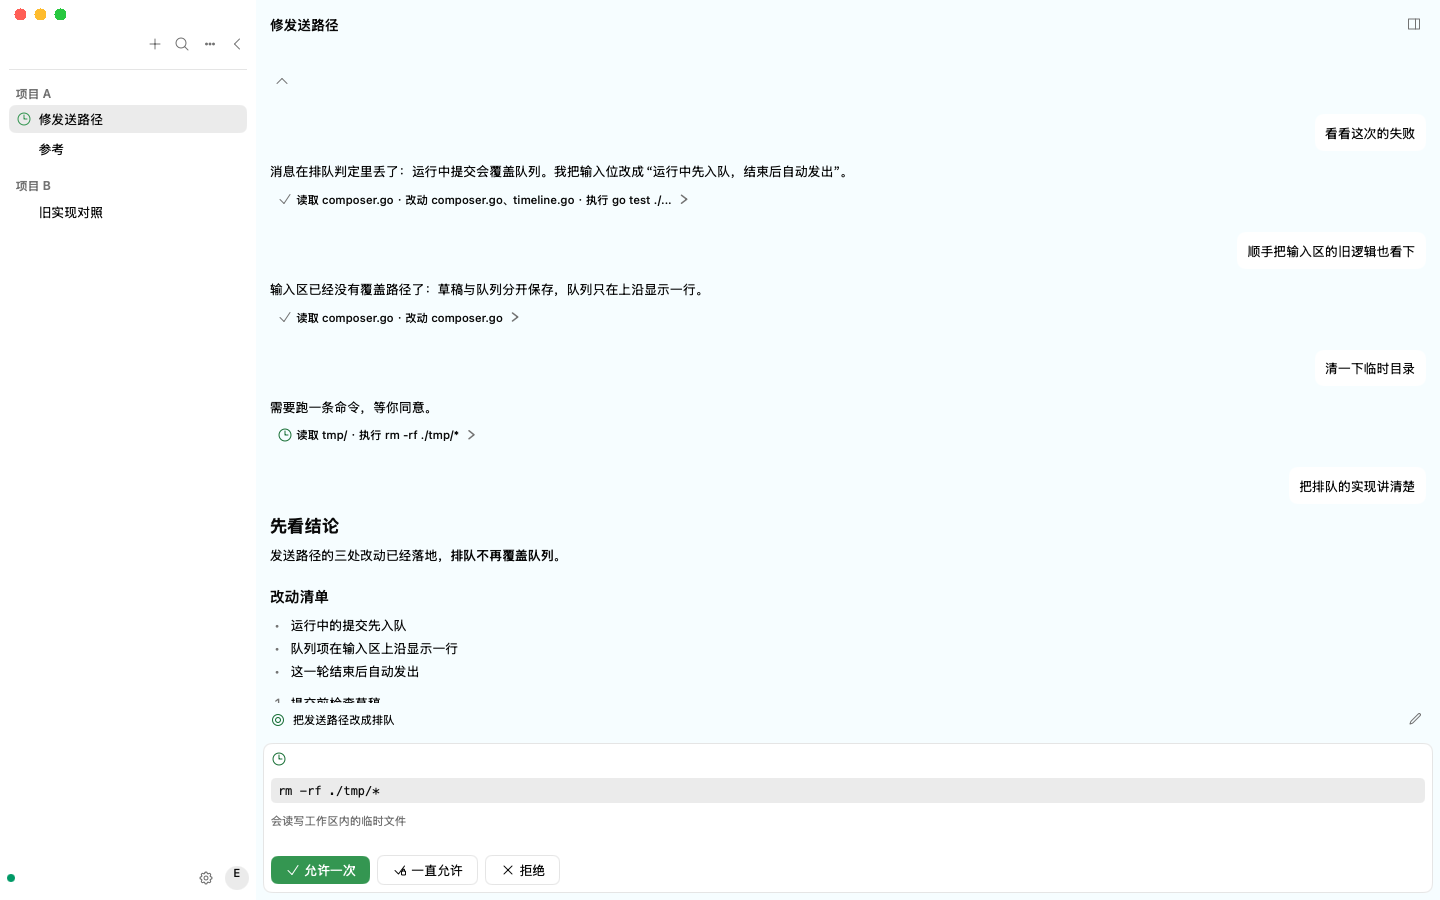 修发送路径
项目 A
修发送路径
参考
项目 B
旧实现对照
看看这次的失败
消息在排队判定里丢了：运行中提交会覆盖队列。我把输入位改成“运行中先入队，结束后自动发出”。
读取 composer.go · 改动 composer.go、timeline.go · 执行 go test ./...
顺手把输入区的旧逻辑也看下
输入区已经没有覆盖路径了：草稿与队列分开保存，队列只在上沿显示一行。
读取 composer.go · 改动 composer.go
清一下临时目录
需要跑一条命令，等你同意。
读取 tmp/ · 执行 rm -rf ./tmp/*
把排队的实现讲清楚
先看结论
发送路径的三处改动已经落地，排队不再覆盖队列。
改动清单
• 运行中的提交先入队
• 队列项在输入区上沿显示一行
• 这一轮结束后自动发出
1. 提交前检查草稿
把发送路径改成排队
rm -rf ./tmp/*
会读写工作区内的临时文件
允许一次
一直允许
拒绝
E